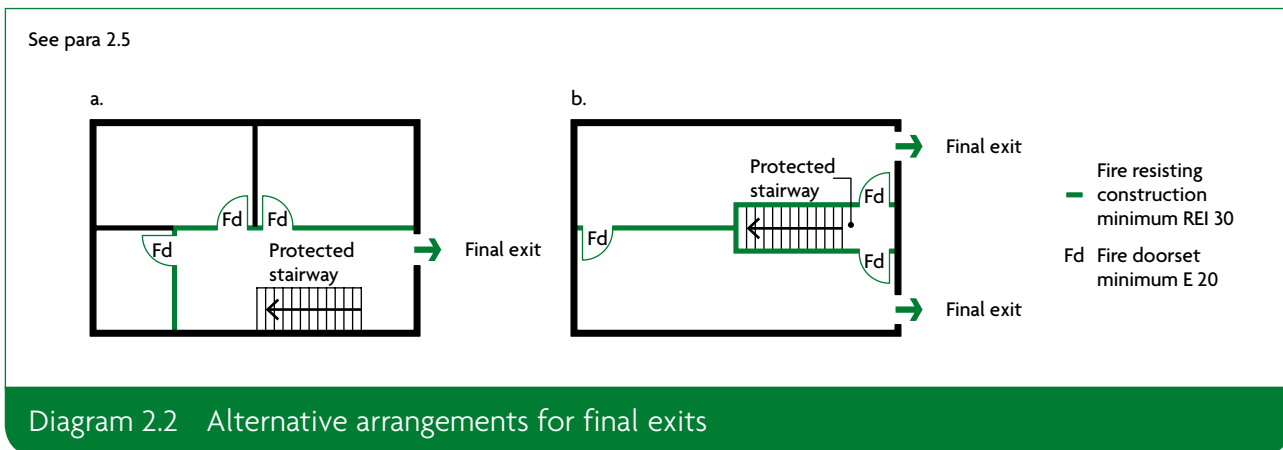 See para 2.5
a.
Fd Fd
Fd
Protected
stairway
Final exit
b.
Final exit
Protected
stairway
Fd
Fd
Fd
Final exit
Fire resisting
construction
minimum REI 30
Fd Fire doorset
minimum E 20
Diagram 2.2 Alternative arrangements for final exits